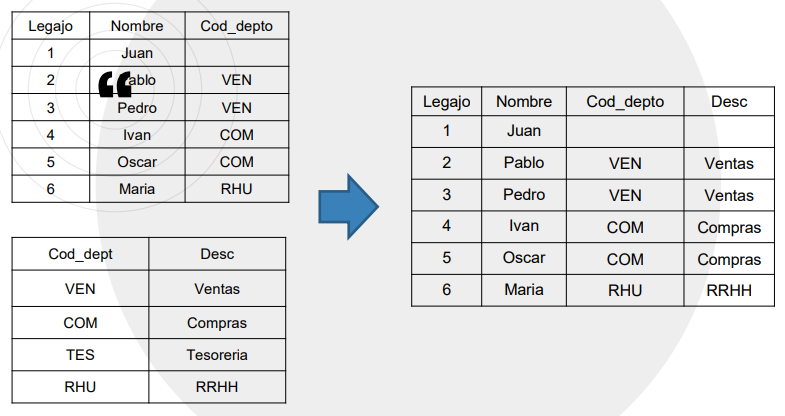 Legajo Nombre Cod_depto
1 Juan
2 Pablo VEN
3 Pedro VEN
4 Ivan COM
5 Oscar COM
6 Maria RHU
Cod_dept Desc
VEN Ventas
COM Compras
TES Tesoreria
RHU RRHH
Legajo Nombre Cod_depto Desc
1 Juan
2 Pablo VEN Ventas
3 Pedro VEN Ventas
4 Ivan COM Compras
5 Oscar COM Compras
6 Maria RHU RRHH